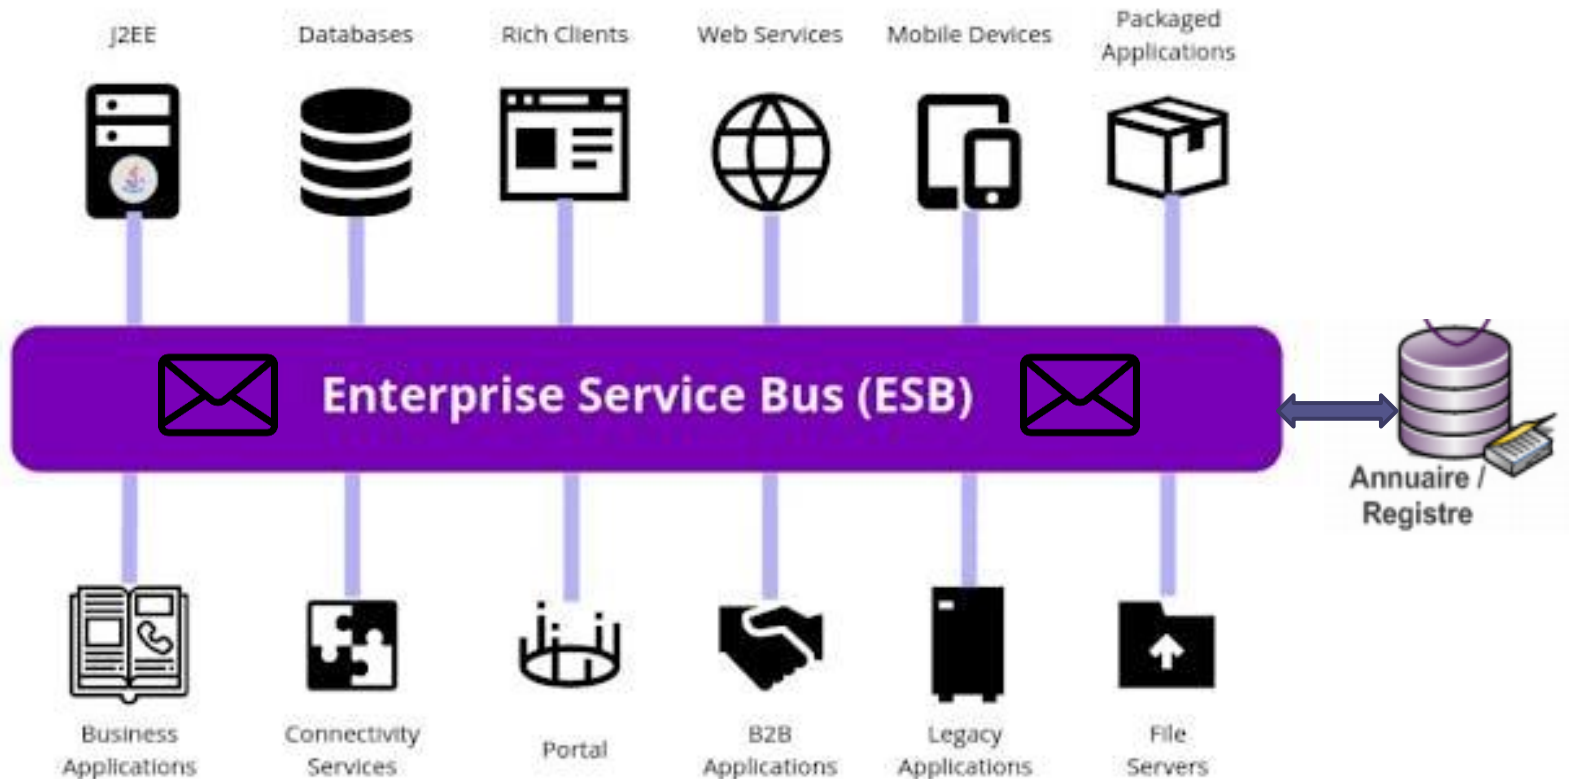 J2EE
Databases
Rich Clients
Web Services
Mobile Devices
Packaged
Applications
Enterprise Service Bus (ESB)
Annuaire /
Registre
Business
Applications
Connectivity
Services
Portal
B2B
Applications
Legacy
Applications
File
Servers